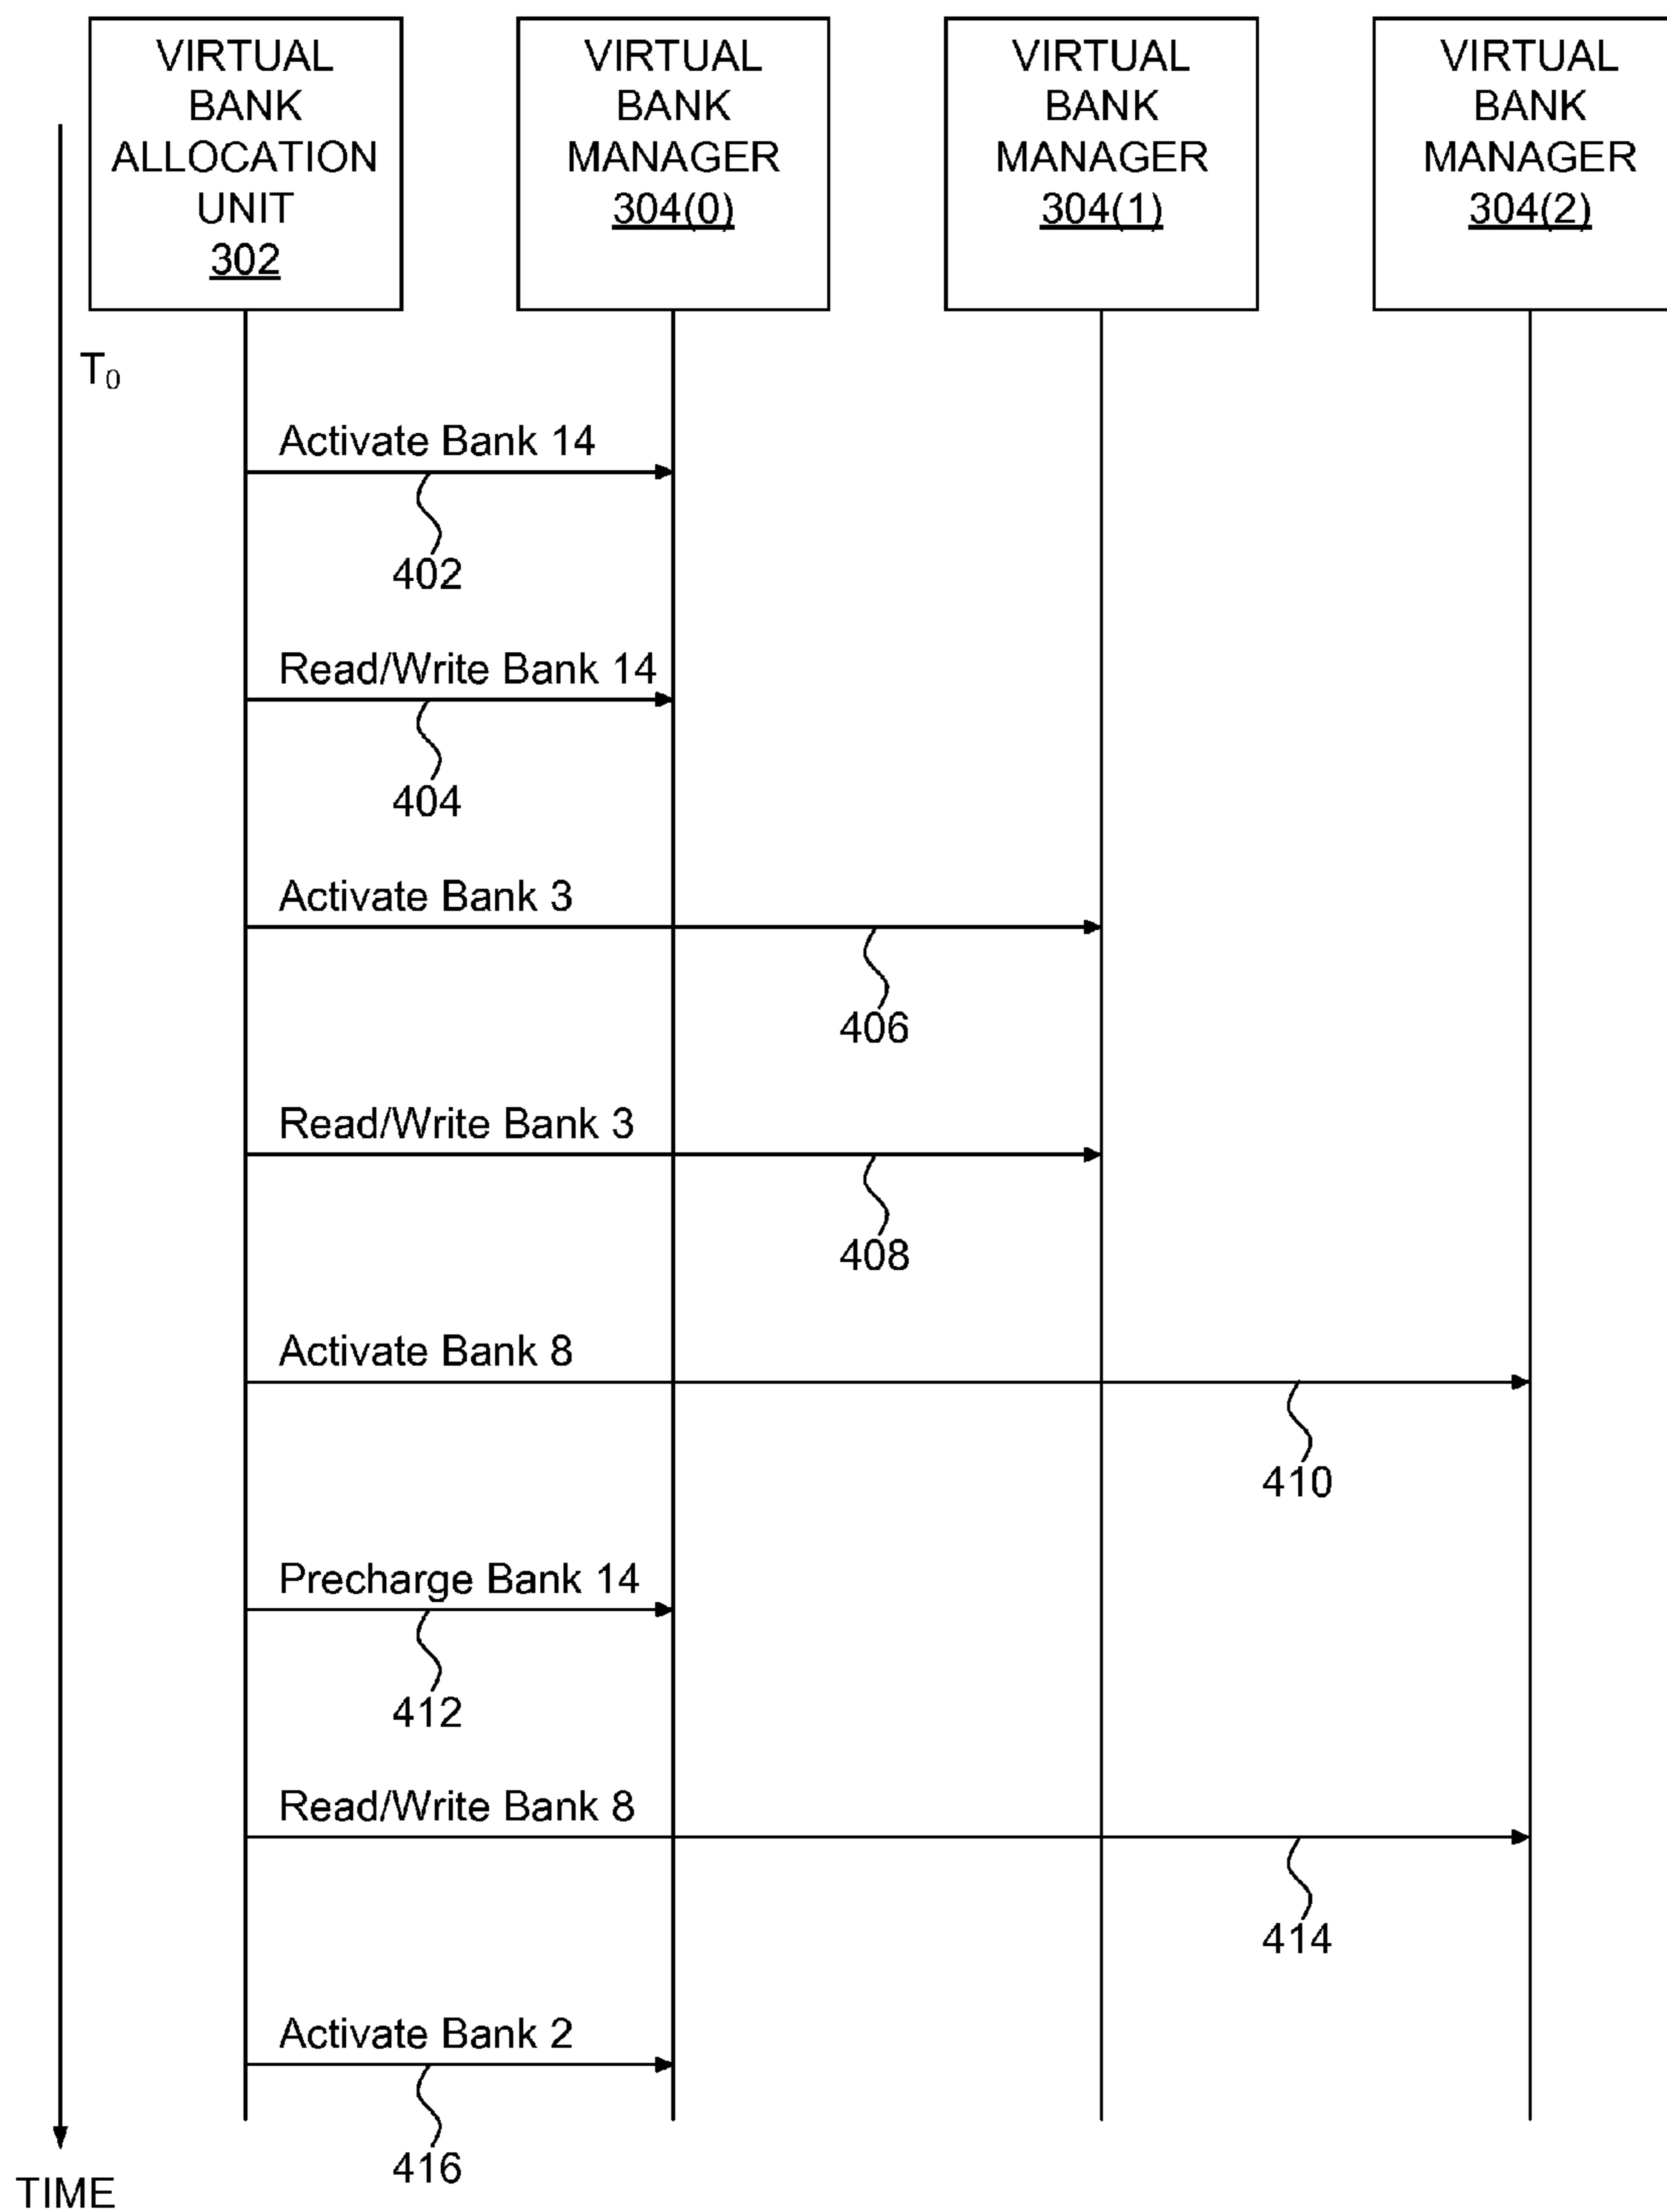 VIRTUAL
BANK
ALLOCATION
UNIT
302
VIRTUAL
BANK
MANAGER
304(0)
VIRTUAL
BANK
MANAGER
304(1)
VIRTUAL
BANK
MANAGER
304(2)
T0
Activate Bank 14
402
Read/Write Bank 14
404
Activate Bank 3
406
Read/Write Bank 3
408
Activate Bank 8
410
Precharge Bank 14
412
Read/Write Bank 8
414
Activate Bank 2
416
TIME